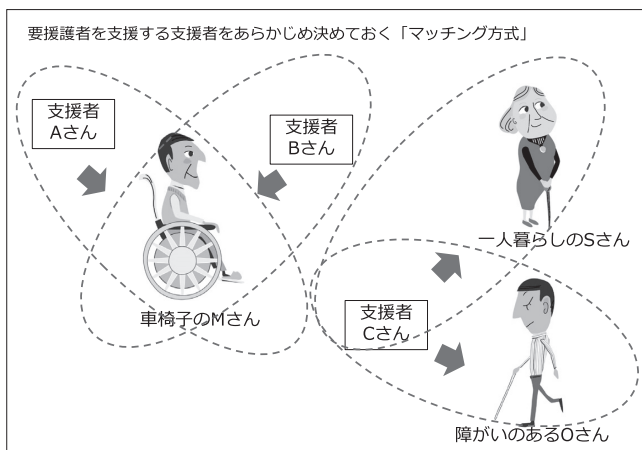 要援護者を支援する支援者をあらかじめ決めておく「マッチング方式」
支援者
Aさん
支援者
Bさん
車椅子のMさん
一人暮らしのSさん
支援者
Cさん
障がいのあるOさん